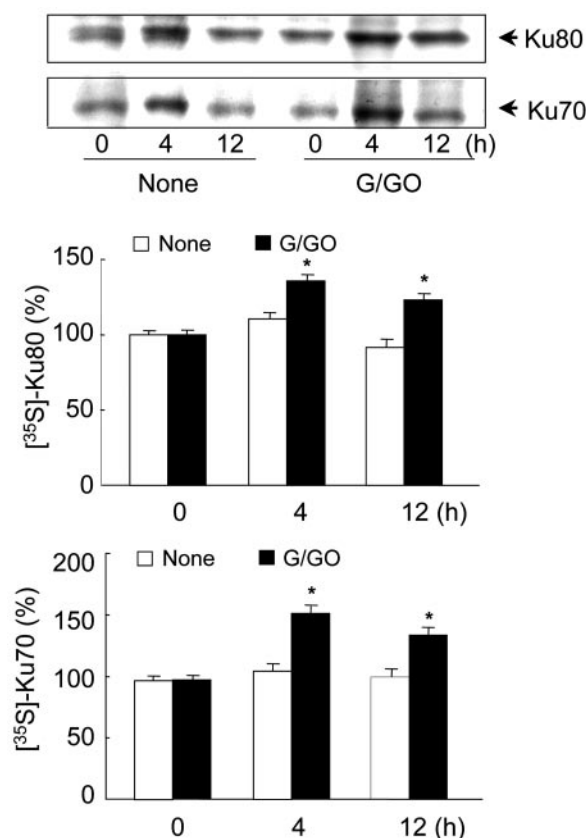 Ku80
Ku70
0 4 12 0 4 12 (h)
None G/GO
None G/GO
150
100
50
0
[³⁵S]-Ku80 (%)
* *
0 4 12 (h)
None G/GO
200
150
100
50
0
[³⁵S]-Ku70 (%)
* *
0 4 12 (h)